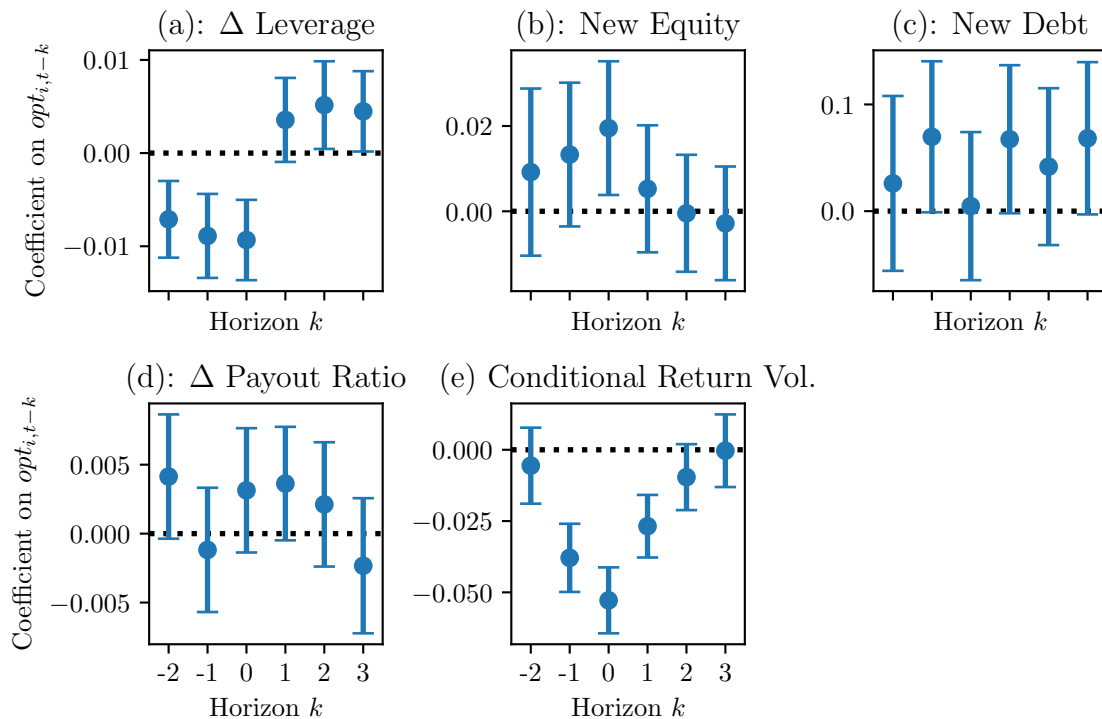 (a): Δ Leverage
(b): New Equity
(c): New Debt
Coefficient on opt_{i,t−k}
0.01
0.00
−0.01
0.02
0.00
0.1
0.0
Horizon k
Horizon k
Horizon k
(d): Δ Payout Ratio
(e) Conditional Return Vol.
Coefficient on opt_{i,t−k}
0.005
0.000
−0.005
0.000
−0.025
−0.050
-2 -1 0 1 2 3
-2 -1 0 1 2 3
Horizon k
Horizon k